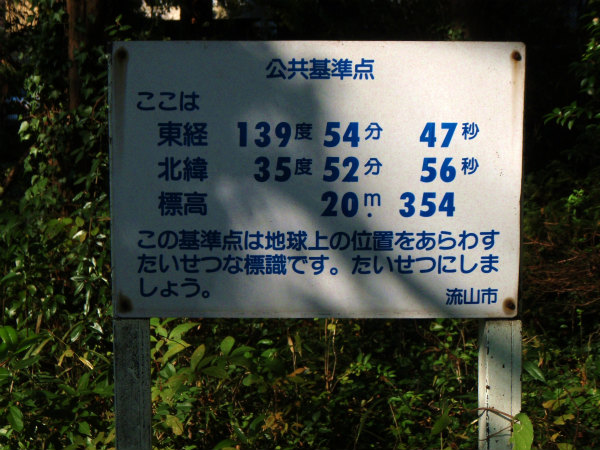 公共基準点
ここは
東経 139度 54分 47秒
北緯 35度 52分 56秒
標高 20m. 354
この基準点は地球上の位置をあらわす
たいせつな標識です。たいせつにしま
しょう。
流山市